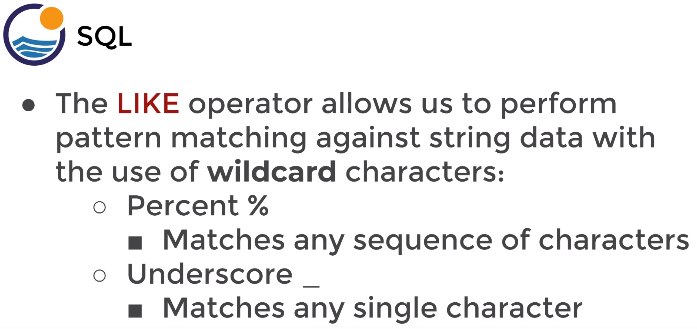 SQL
● The LIKE operator allows us to perform
pattern matching against string data with
the use of wildcard characters:
○ Percent %
■ Matches any sequence of characters
○ Underscore _
■ Matches any single character